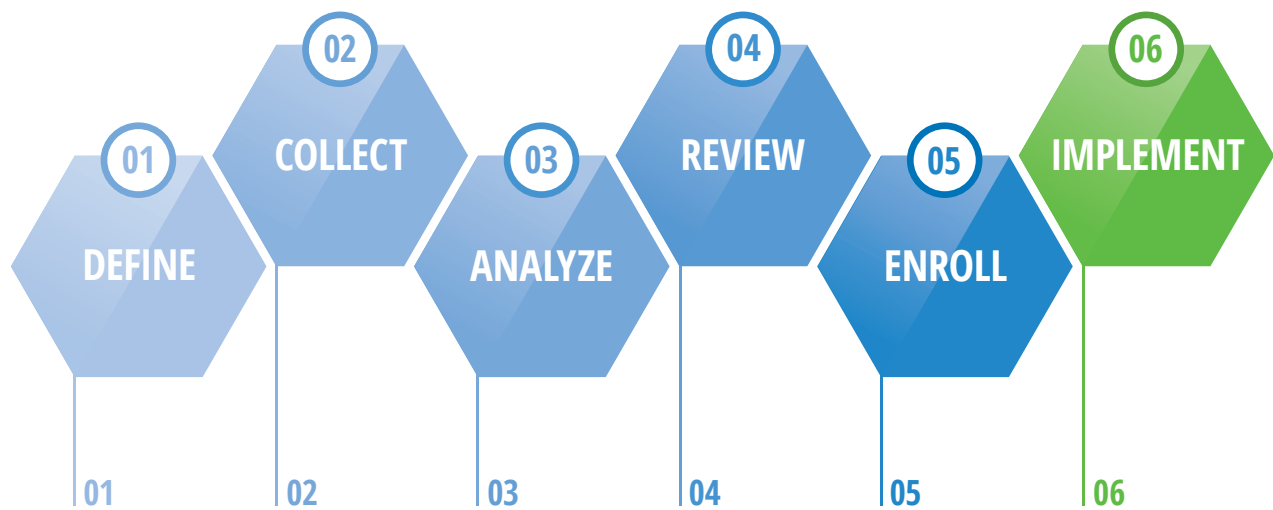 01
DEFINE
02
COLLECT
03
ANALYZE
04
REVIEW
05
ENROLL
06
IMPLEMENT
01
02
03
04
05
06